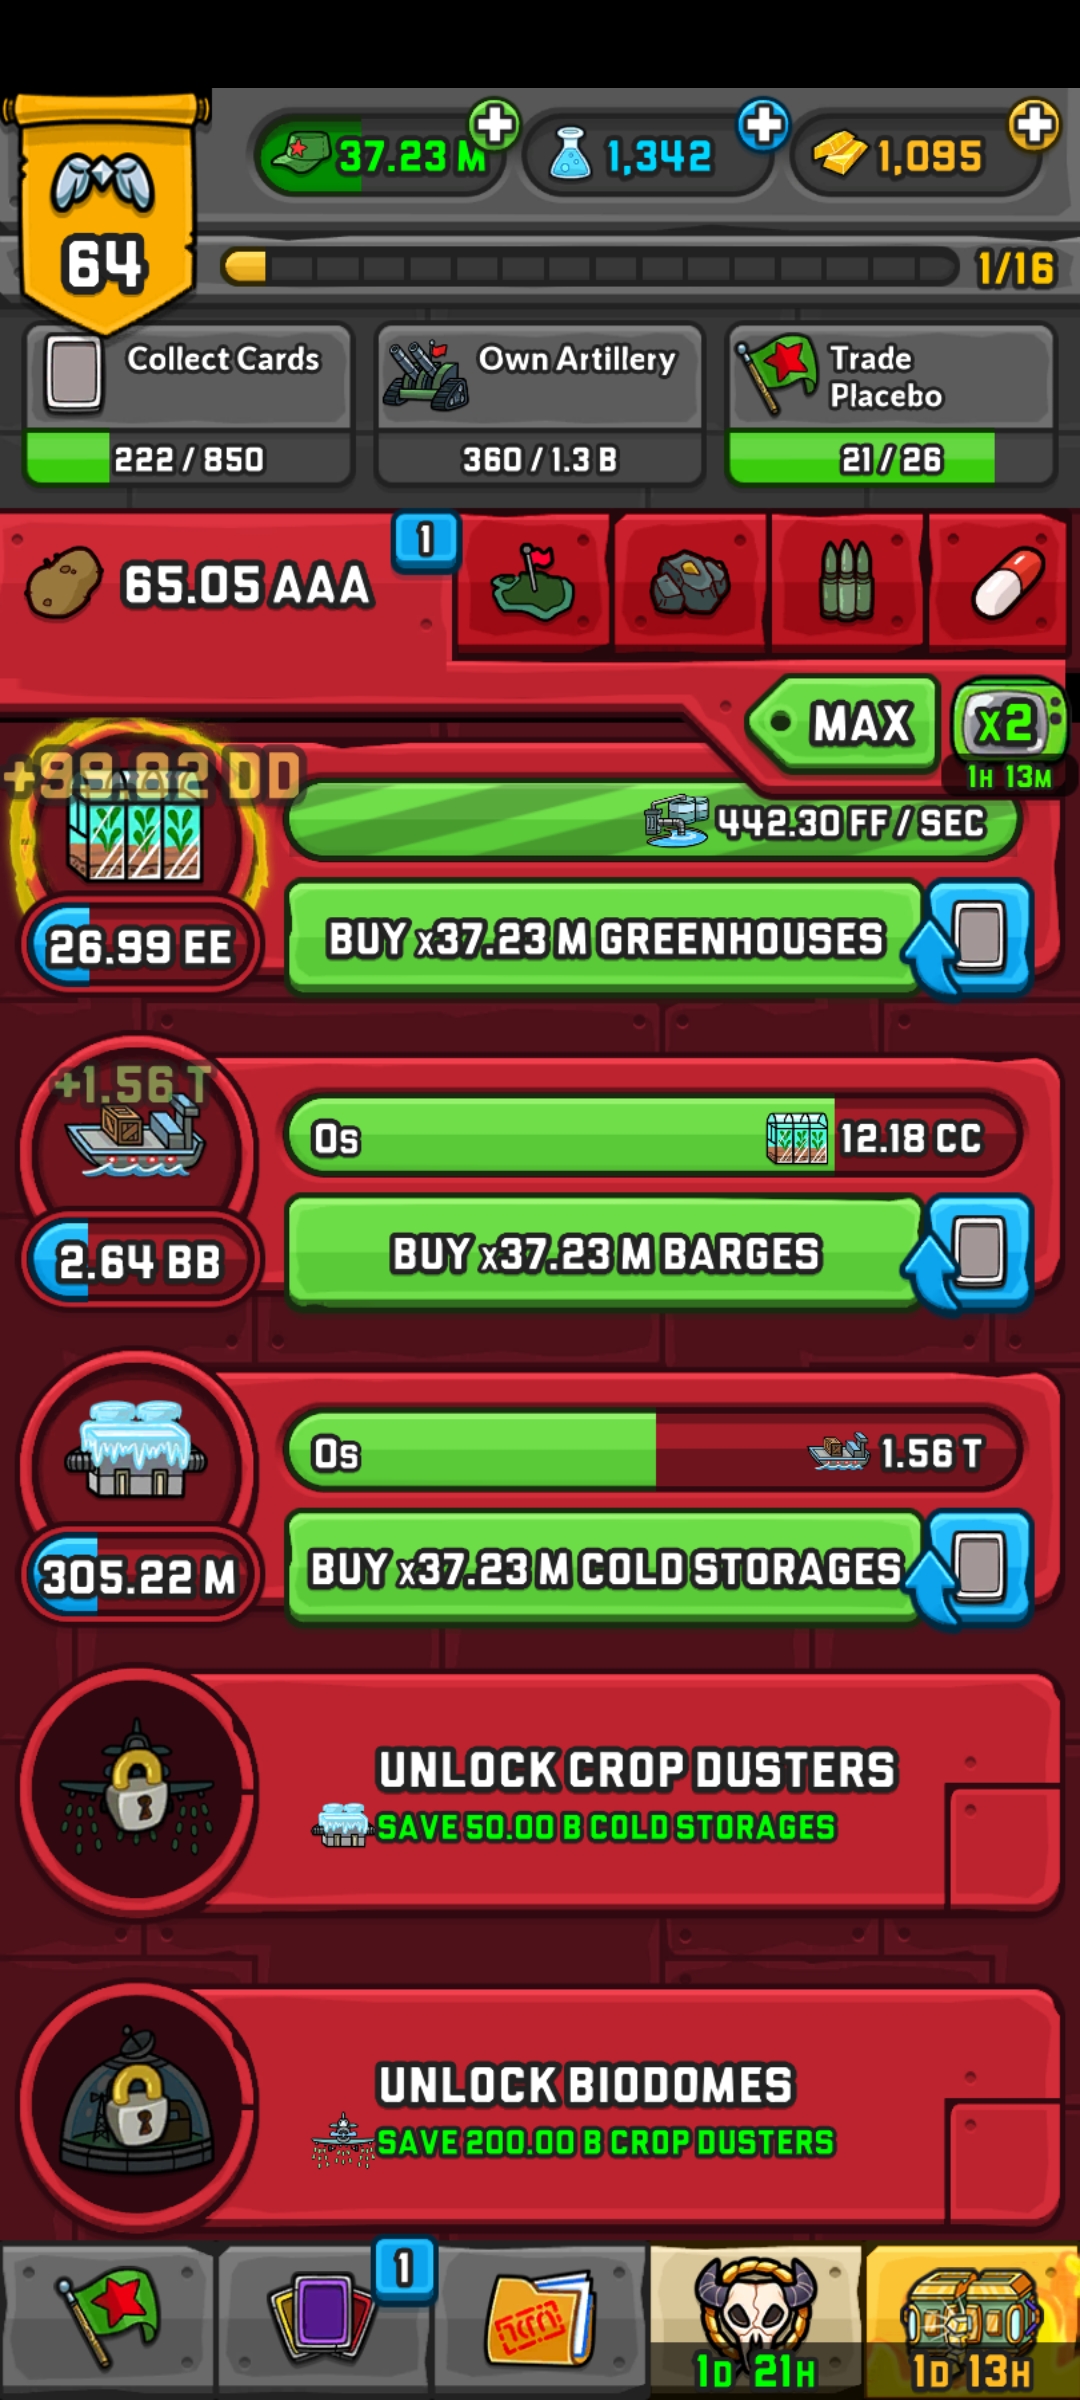 37.23 M
1,342
1,095
64
1/16
Collect Cards
222 / 850
Own Artillery
360 / 1.3 B
Trade
Placebo
21 / 26
65.05 AAA
1
MAX
x2
1H 13M
+99.82 DD
442.30 FF / SEC
26.99 EE
BUY x37.23 M GREENHOUSES
+1.56 T
0s
12.18 CC
2.64 BB
BUY x37.23 M BARGES
0s
1.56 T
305.22 M
BUY x37.23 M COLD STORAGES
UNLOCK CROP DUSTERS
SAVE 50.00 B COLD STORAGES
UNLOCK BIODOMES
SAVE 200.00 B CROP DUSTERS
1
1D 21H
1D 13H